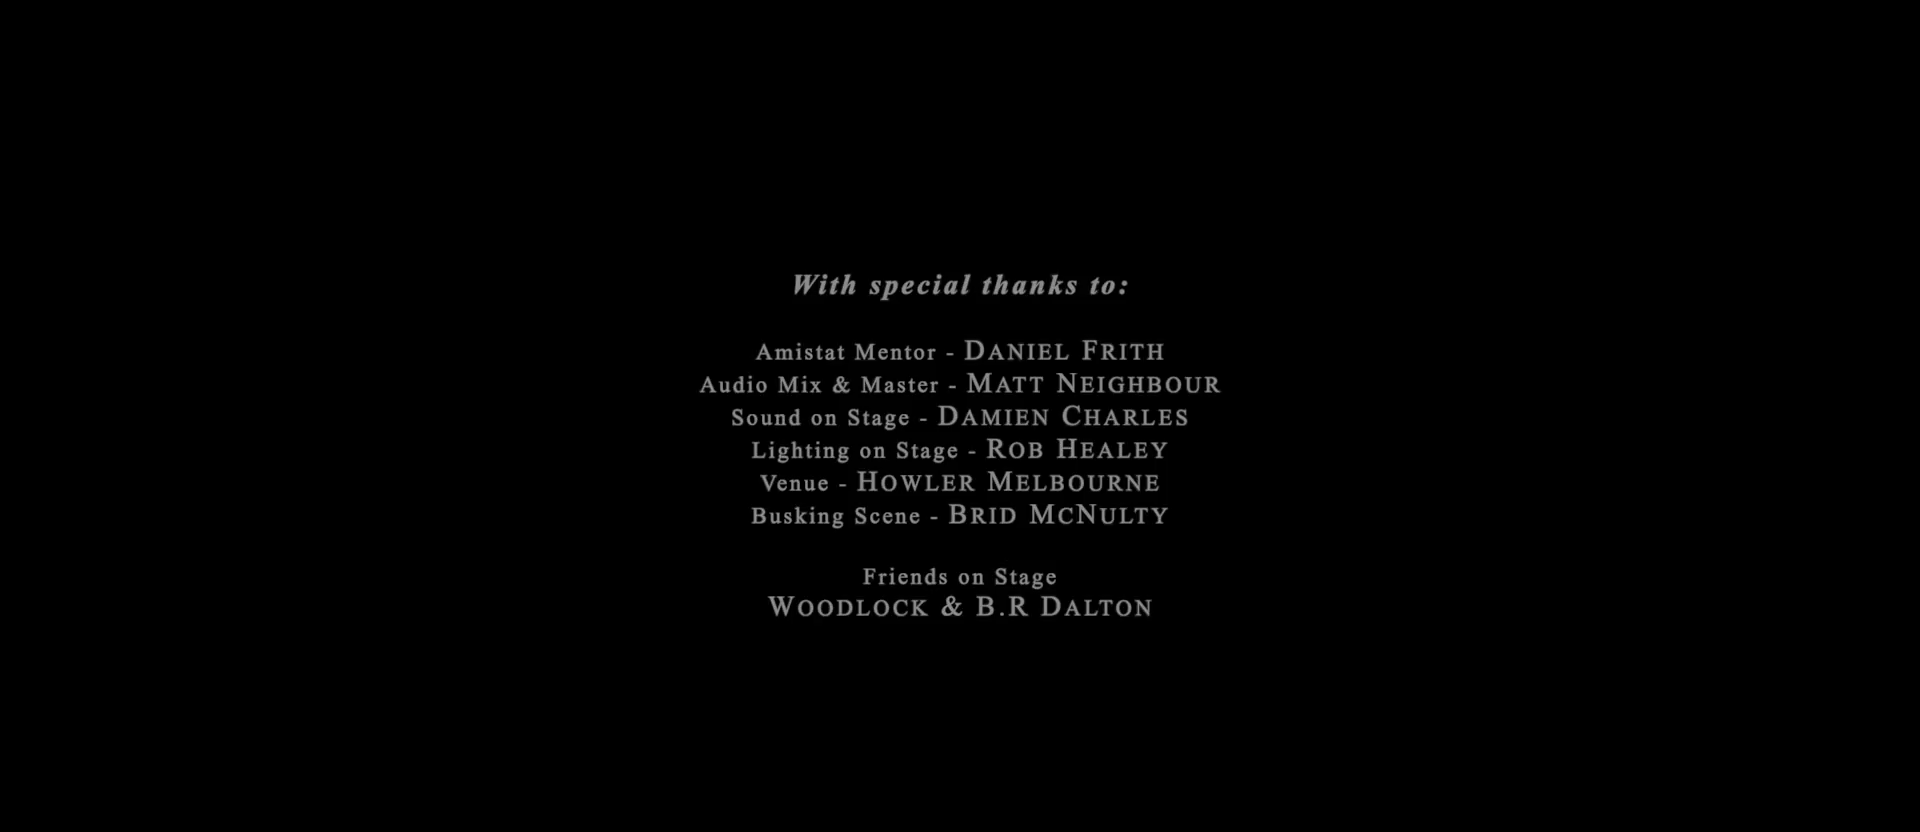 With special thanks to:
Amistat Mentor - DANIEL FRITH
Audio Mix & Master - MATT NEIGHBOUR
Sound on Stage - DAMIEN CHARLES
Lighting on Stage - ROB HEALEY
Venue - HOWLER MELBOURNE
Busking Scene - BRID MCNULTY
Friends on Stage
WOODLOCK & B.R DALTON